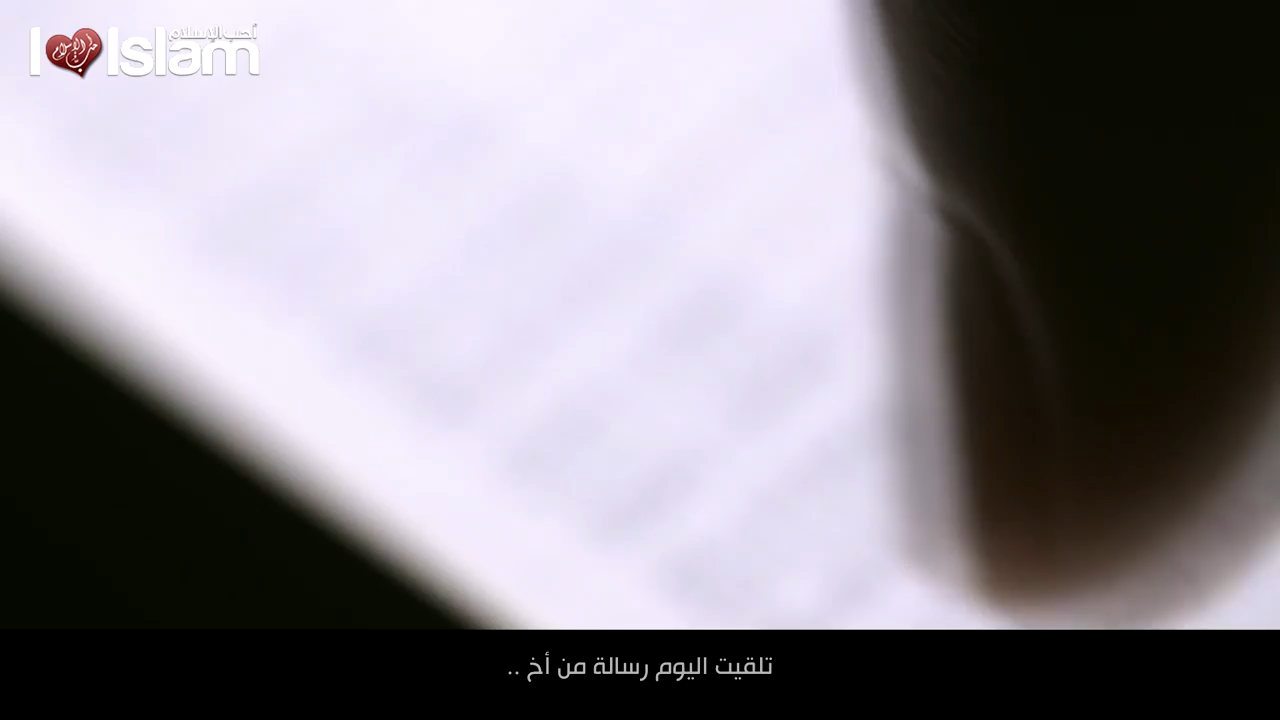 أحب الإسلام
I Islam
تلقيت اليوم رسالة من أخ ..